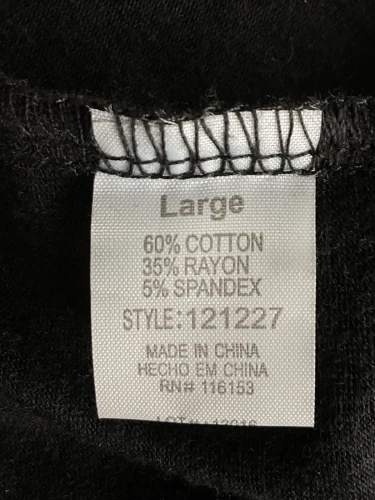 Large
60% COTTON
35% RAYON
5% SPANDEX
STYLE:121227
MADE IN CHINA
HECHO EM CHINA
RN# 116153